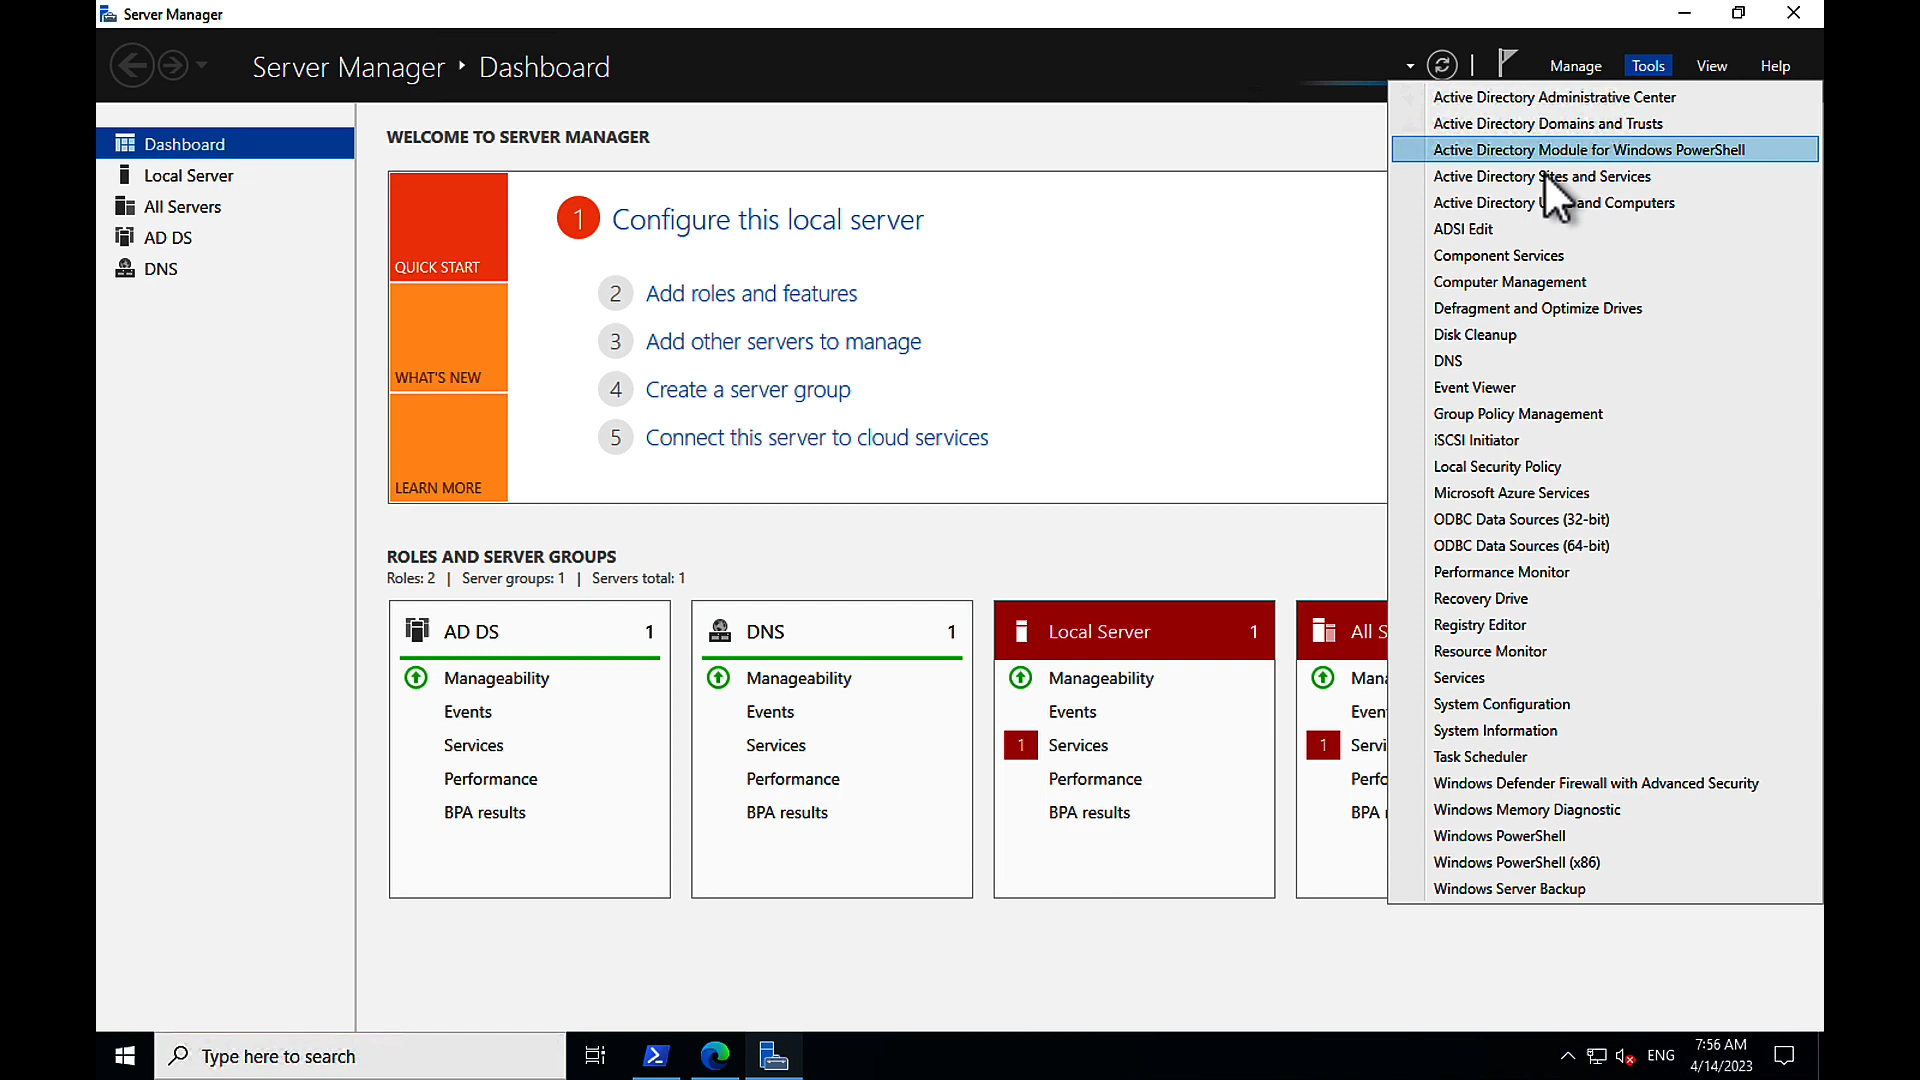 Server Manager
Server Manager ‣ Dashboard
Manage Tools View Help
Dashboard
Local Server
All Servers
AD DS
DNS
WELCOME TO SERVER MANAGER
QUICK START
WHAT'S NEW
LEARN MORE
1 Configure this local server
2 Add roles and features
3 Add other servers to manage
4 Create a server group
5 Connect this server to cloud services
ROLES AND SERVER GROUPS
Roles: 2 | Server groups: 1 | Servers total: 1
AD DS 1
Manageability
Events
Services
Performance
BPA results
DNS 1
Manageability
Events
Services
Performance
BPA results
Local Server 1
Manageability
Events
1 Services
Performance
BPA results
All S
Mana
Even
1 Servi
Perfo
BPA
Active Directory Administrative Center
Active Directory Domains and Trusts
Active Directory Module for Windows PowerShell
Active Directory Sites and Services
Active Directory and Computers
ADSI Edit
Component Services
Computer Management
Defragment and Optimize Drives
Disk Cleanup
DNS
Event Viewer
Group Policy Management
iSCSI Initiator
Local Security Policy
Microsoft Azure Services
ODBC Data Sources (32-bit)
ODBC Data Sources (64-bit)
Performance Monitor
Recovery Drive
Registry Editor
Resource Monitor
Services
System Configuration
System Information
Task Scheduler
Windows Defender Firewall with Advanced Security
Windows Memory Diagnostic
Windows PowerShell
Windows PowerShell (x86)
Windows Server Backup
Type here to search
ENG
7:56 AM
4/14/2023